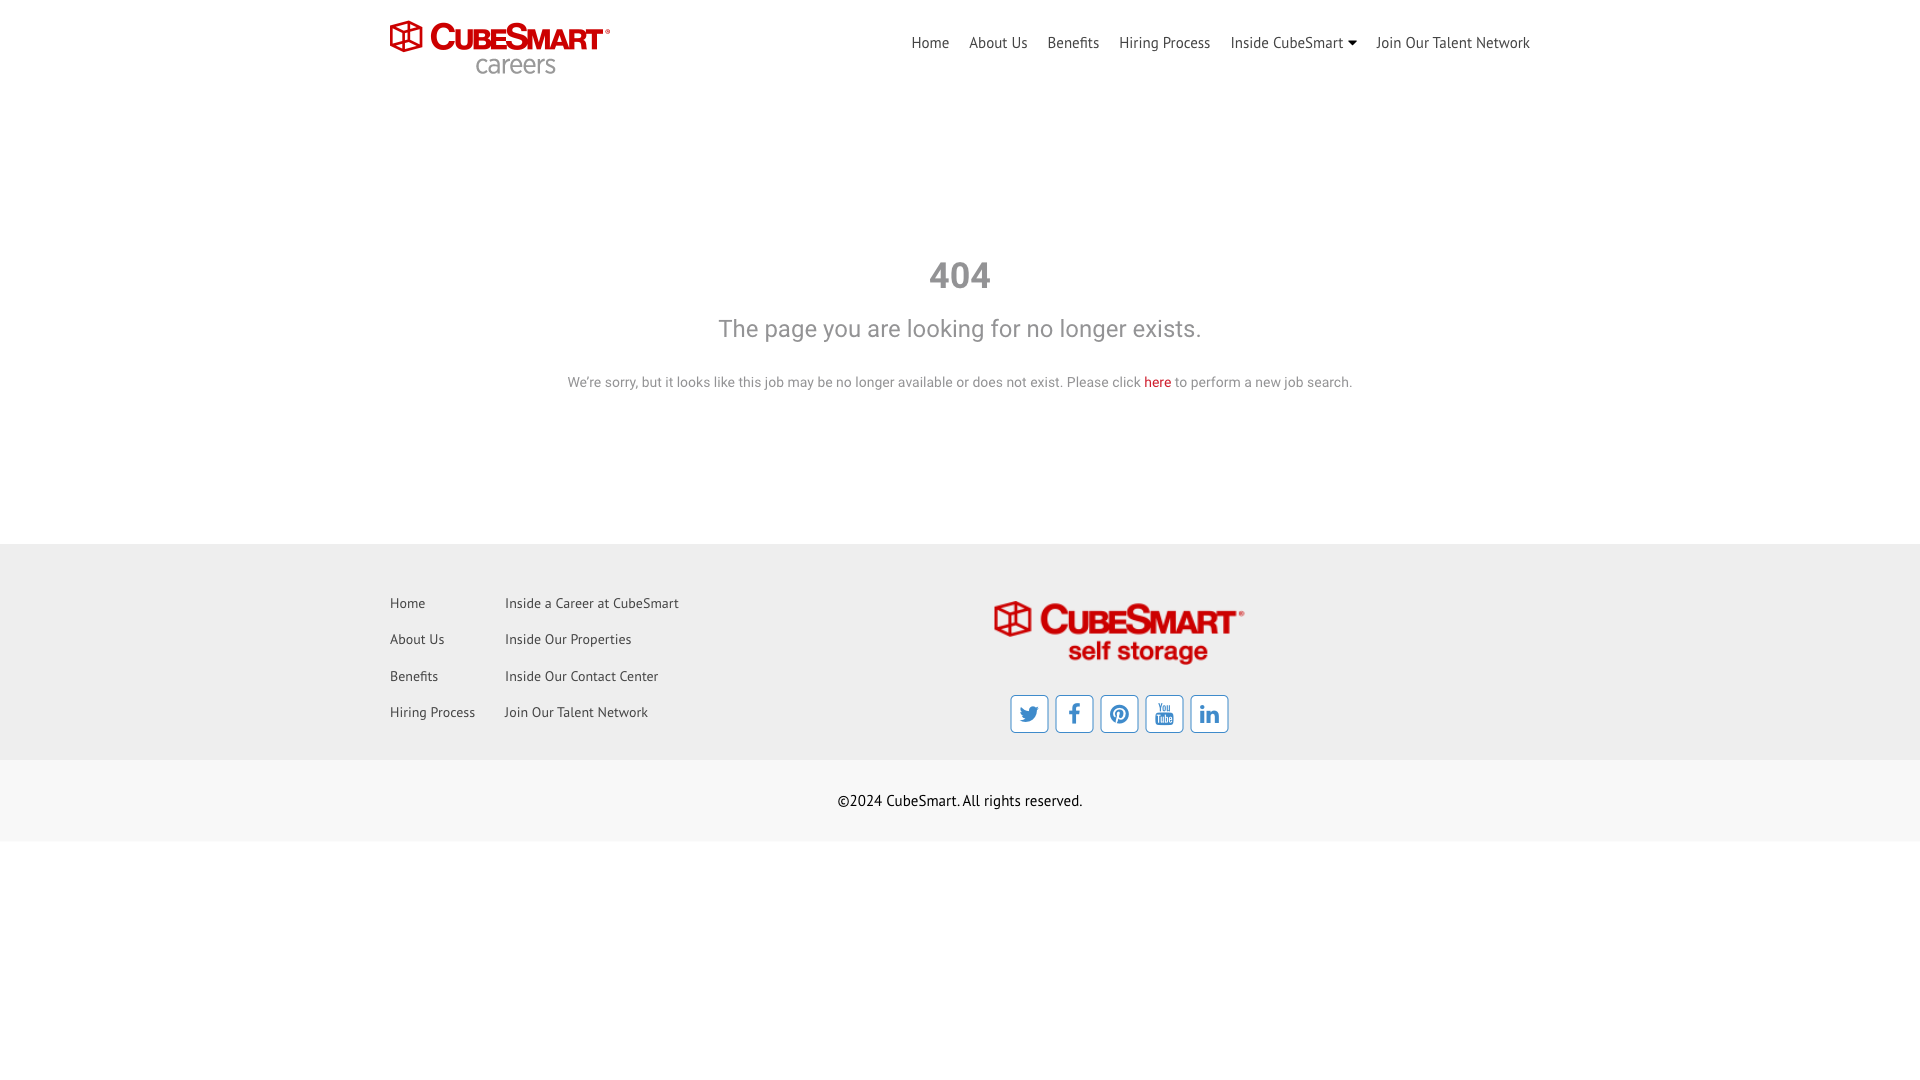 CUBESMART®
careers
Home About Us Benefits Hiring Process Inside CubeSmart Join Our Talent Network
404
The page you are looking for no longer exists.
We're sorry, but it looks like this job may be no longer available or does not exist. Please click here to perform a new job search.
Home
About Us
Benefits
Hiring Process
Inside a Career at CubeSmart
Inside Our Properties
Inside Our Contact Center
Join Our Talent Network
CUBESMART®
self storage
You
Tube
in
©2024 CubeSmart. All rights reserved.